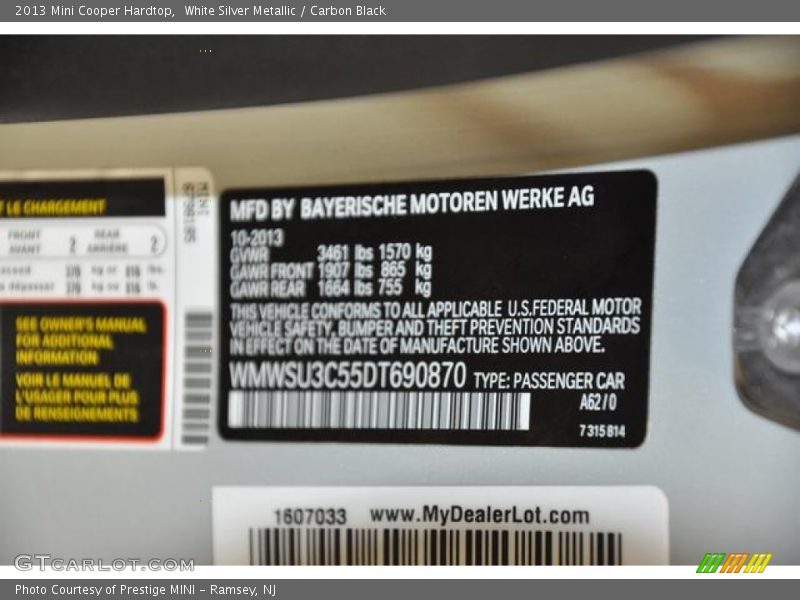 2013 Mini Cooper Hardtop,  White Silver Metallic / Carbon Black
T LE CHARGEMENT
FRONT
AVANT 2 REAR
ARRIÈRE 2
SEE OWNER'S MANUAL
FOR ADDITIONAL
INFORMATION
VOIR LE MANUEL DE
L'USAGER POUR PLUS
DE RENSEIGNEMENTS
MINI
MFD BY BAYERISCHE MOTOREN WERKE AG
10-2013
GVWR 3461 lbs 1570 kg
GAWR FRONT 1907 lbs 865 kg
GAWR REAR 1664 lbs 755 kg
THIS VEHICLE CONFORMS TO ALL APPLICABLE U.S.FEDERAL MOTOR
VEHICLE SAFETY, BUMPER AND THEFT PREVENTION STANDARDS
IN EFFECT ON THE DATE OF MANUFACTURE SHOWN ABOVE.
WMWSU3C55DT690870 TYPE: PASSENGER CAR
A62/0
7 315 814
1607033 www.MyDealerLot.com
GTCARLOT.COM
Photo Courtesy of Prestige MINI - Ramsey, NJ